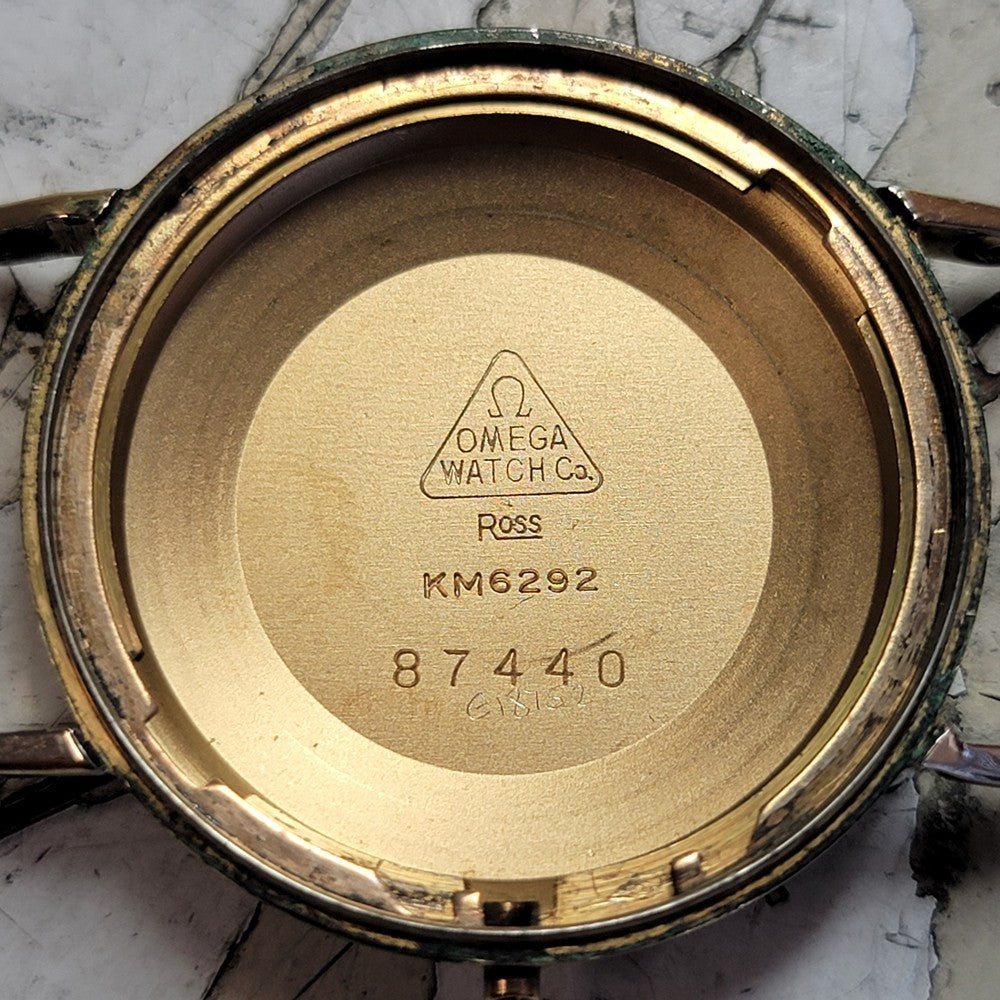 Ω
OMEGA
WATCH Co.
Ross
KM6292
87440